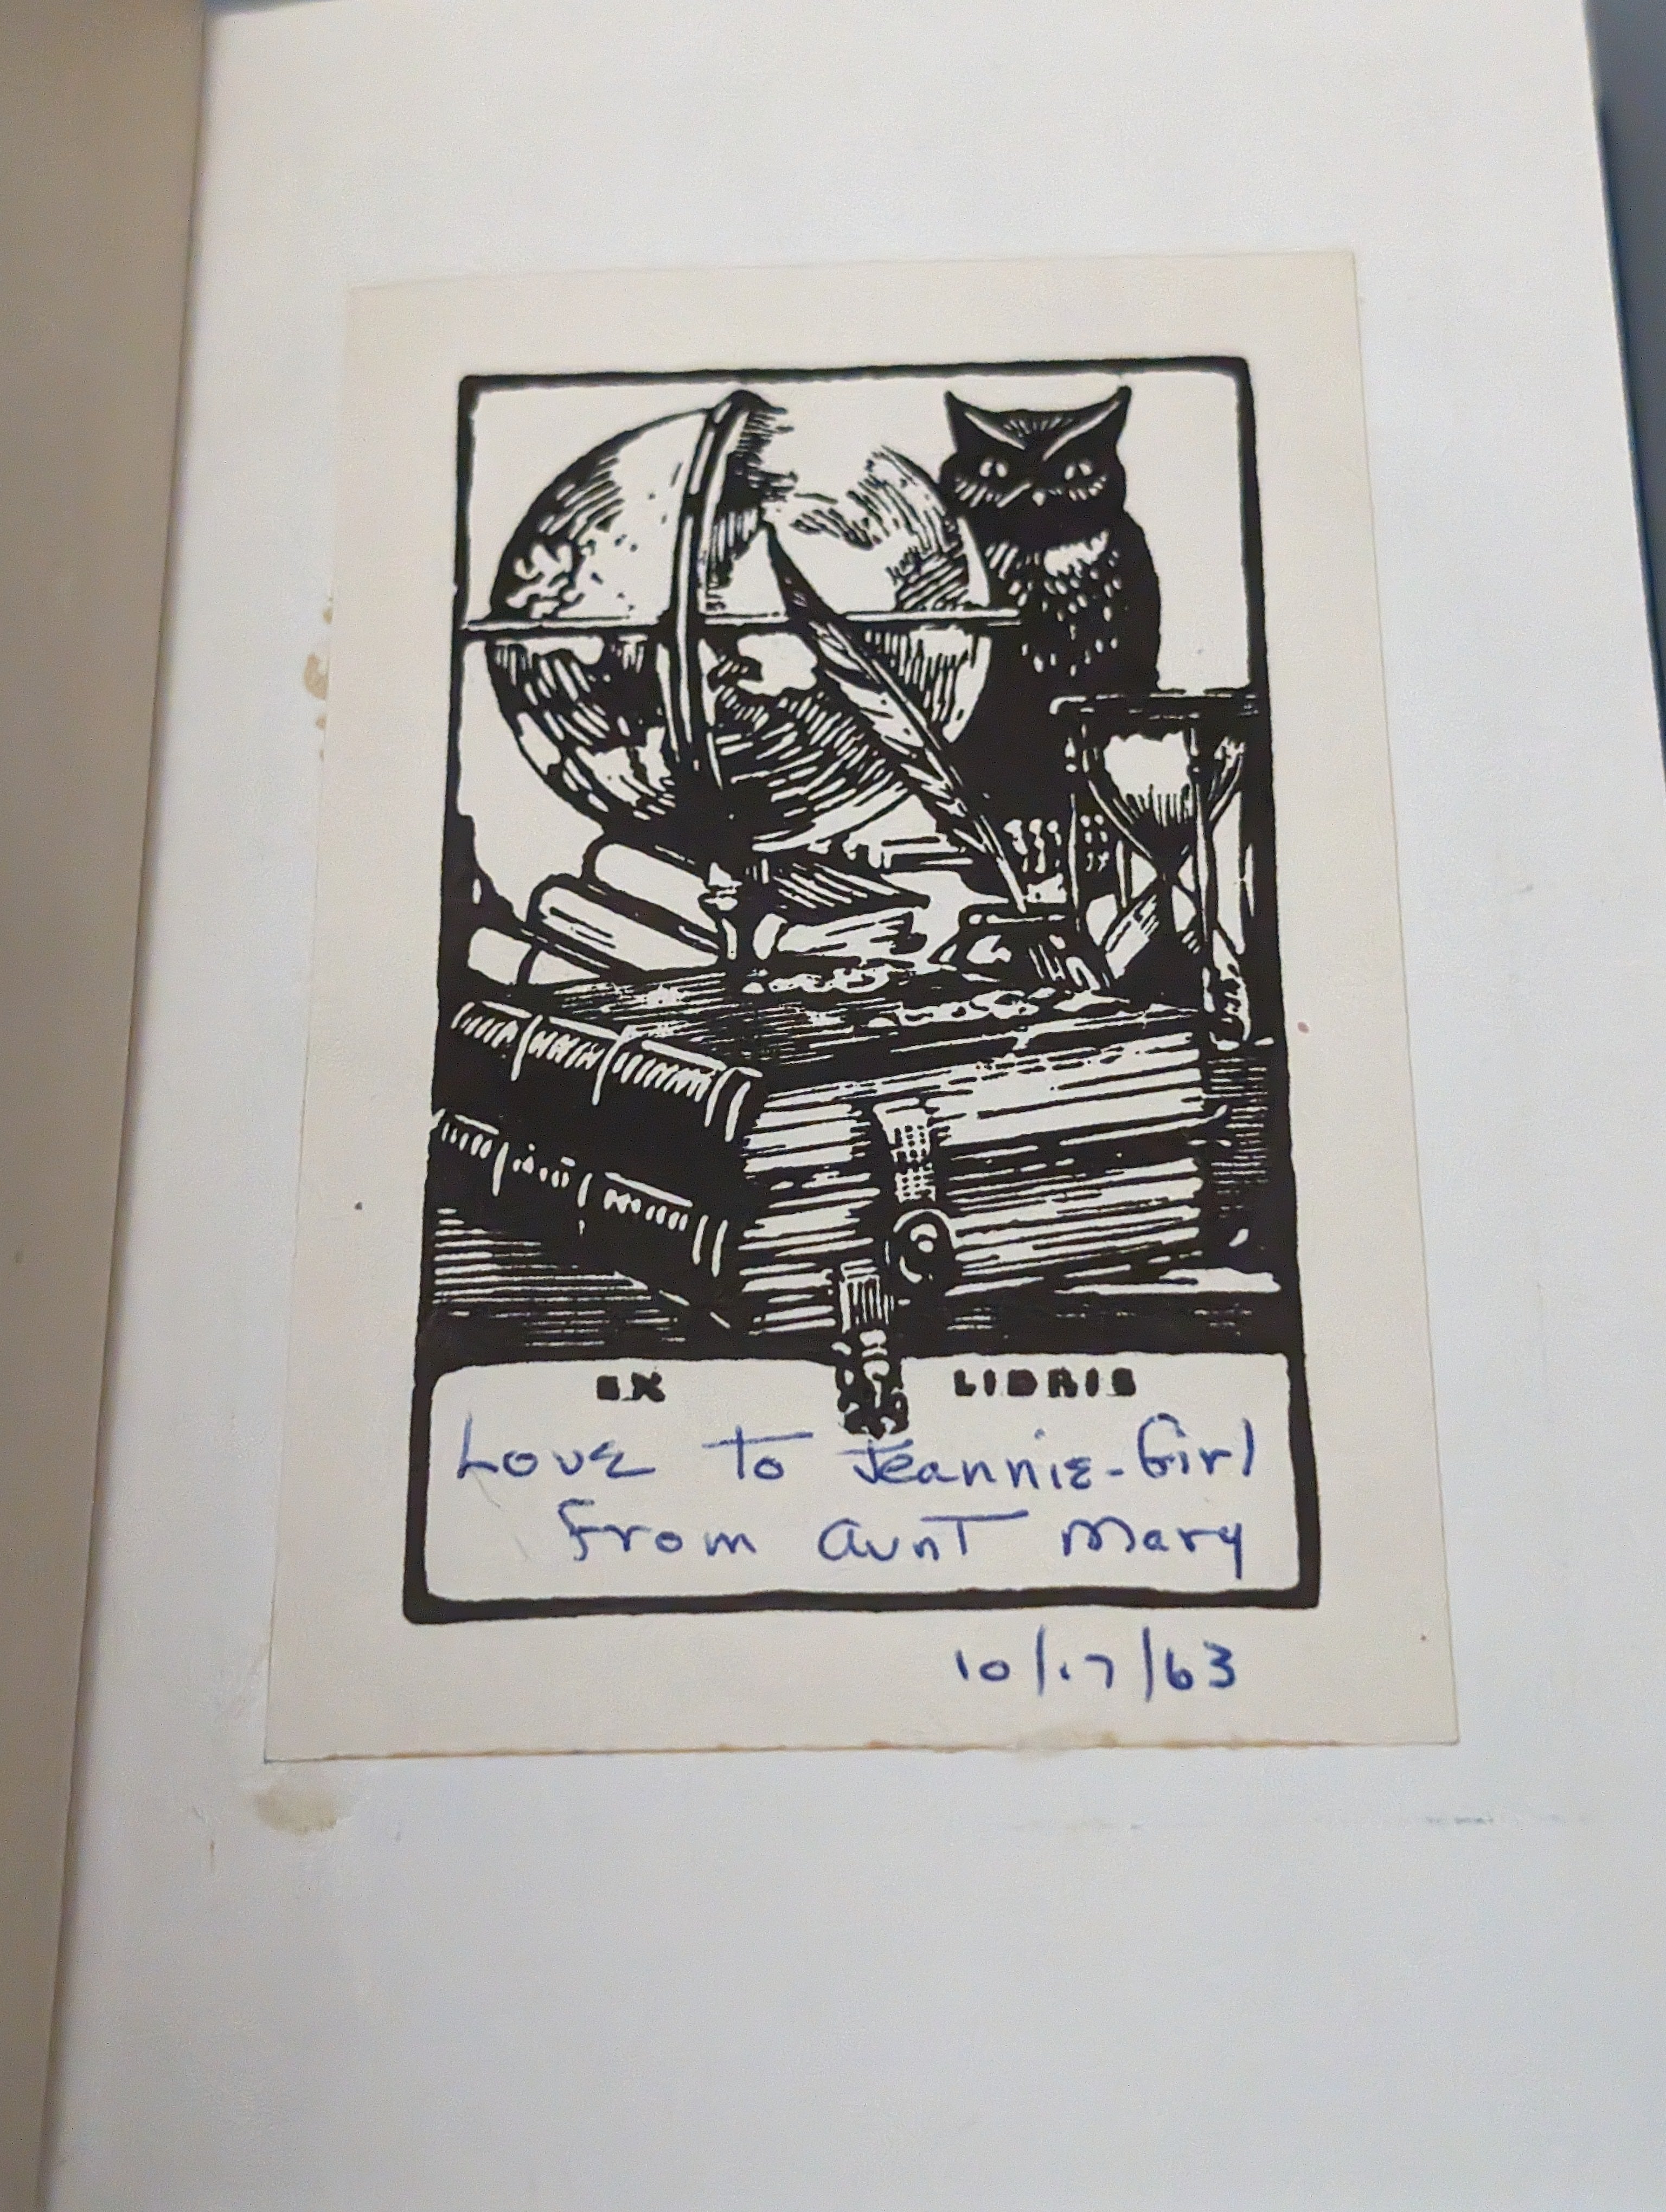 EX LIBRIS
Love to Jeannie-Girl
From Aunt Mary
10/17/63